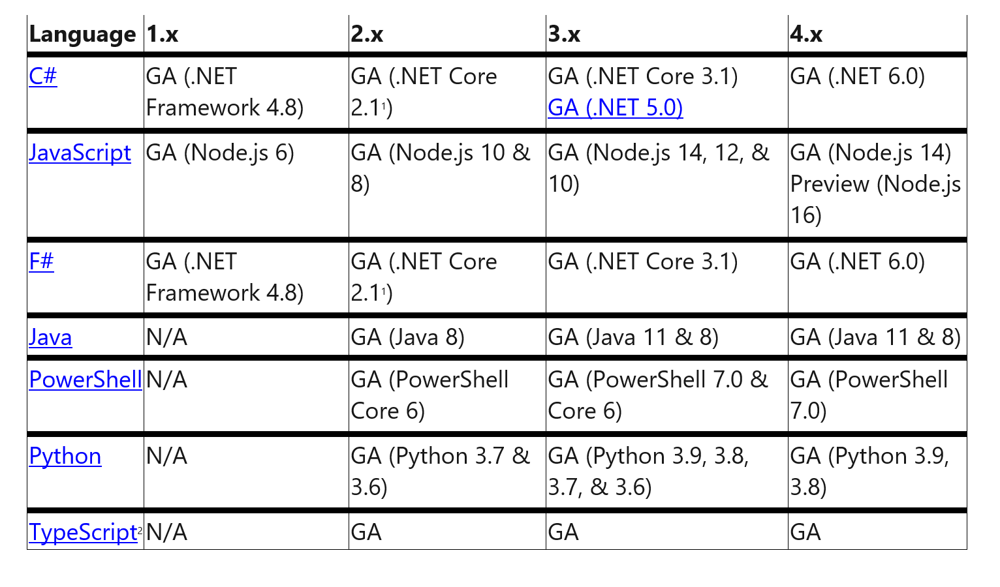 Language 1.x 2.x 3.x 4.x
C# GA (.NET GA (.NET Core GA (.NET Core 3.1) GA (.NET 6.0)
Framework 4.8) 2.1¹) GA (.NET 5.0)
JavaScript GA (Node.js 6) GA (Node.js 10 & GA (Node.js 14, 12, & GA (Node.js 14)
8) 10) Preview (Node.js
16)
F# GA (.NET GA (.NET Core GA (.NET Core 3.1) GA (.NET 6.0)
Framework 4.8) 2.1¹)
Java N/A GA (Java 8) GA (Java 11 & 8) GA (Java 11 & 8)
PowerShell N/A GA (PowerShell GA (PowerShell 7.0 & GA (PowerShell
Core 6) Core 6) 7.0)
Python N/A GA (Python 3.7 & GA (Python 3.9, 3.8, GA (Python 3.9,
3.6) 3.7, & 3.6) 3.8)
TypeScript² N/A GA GA GA